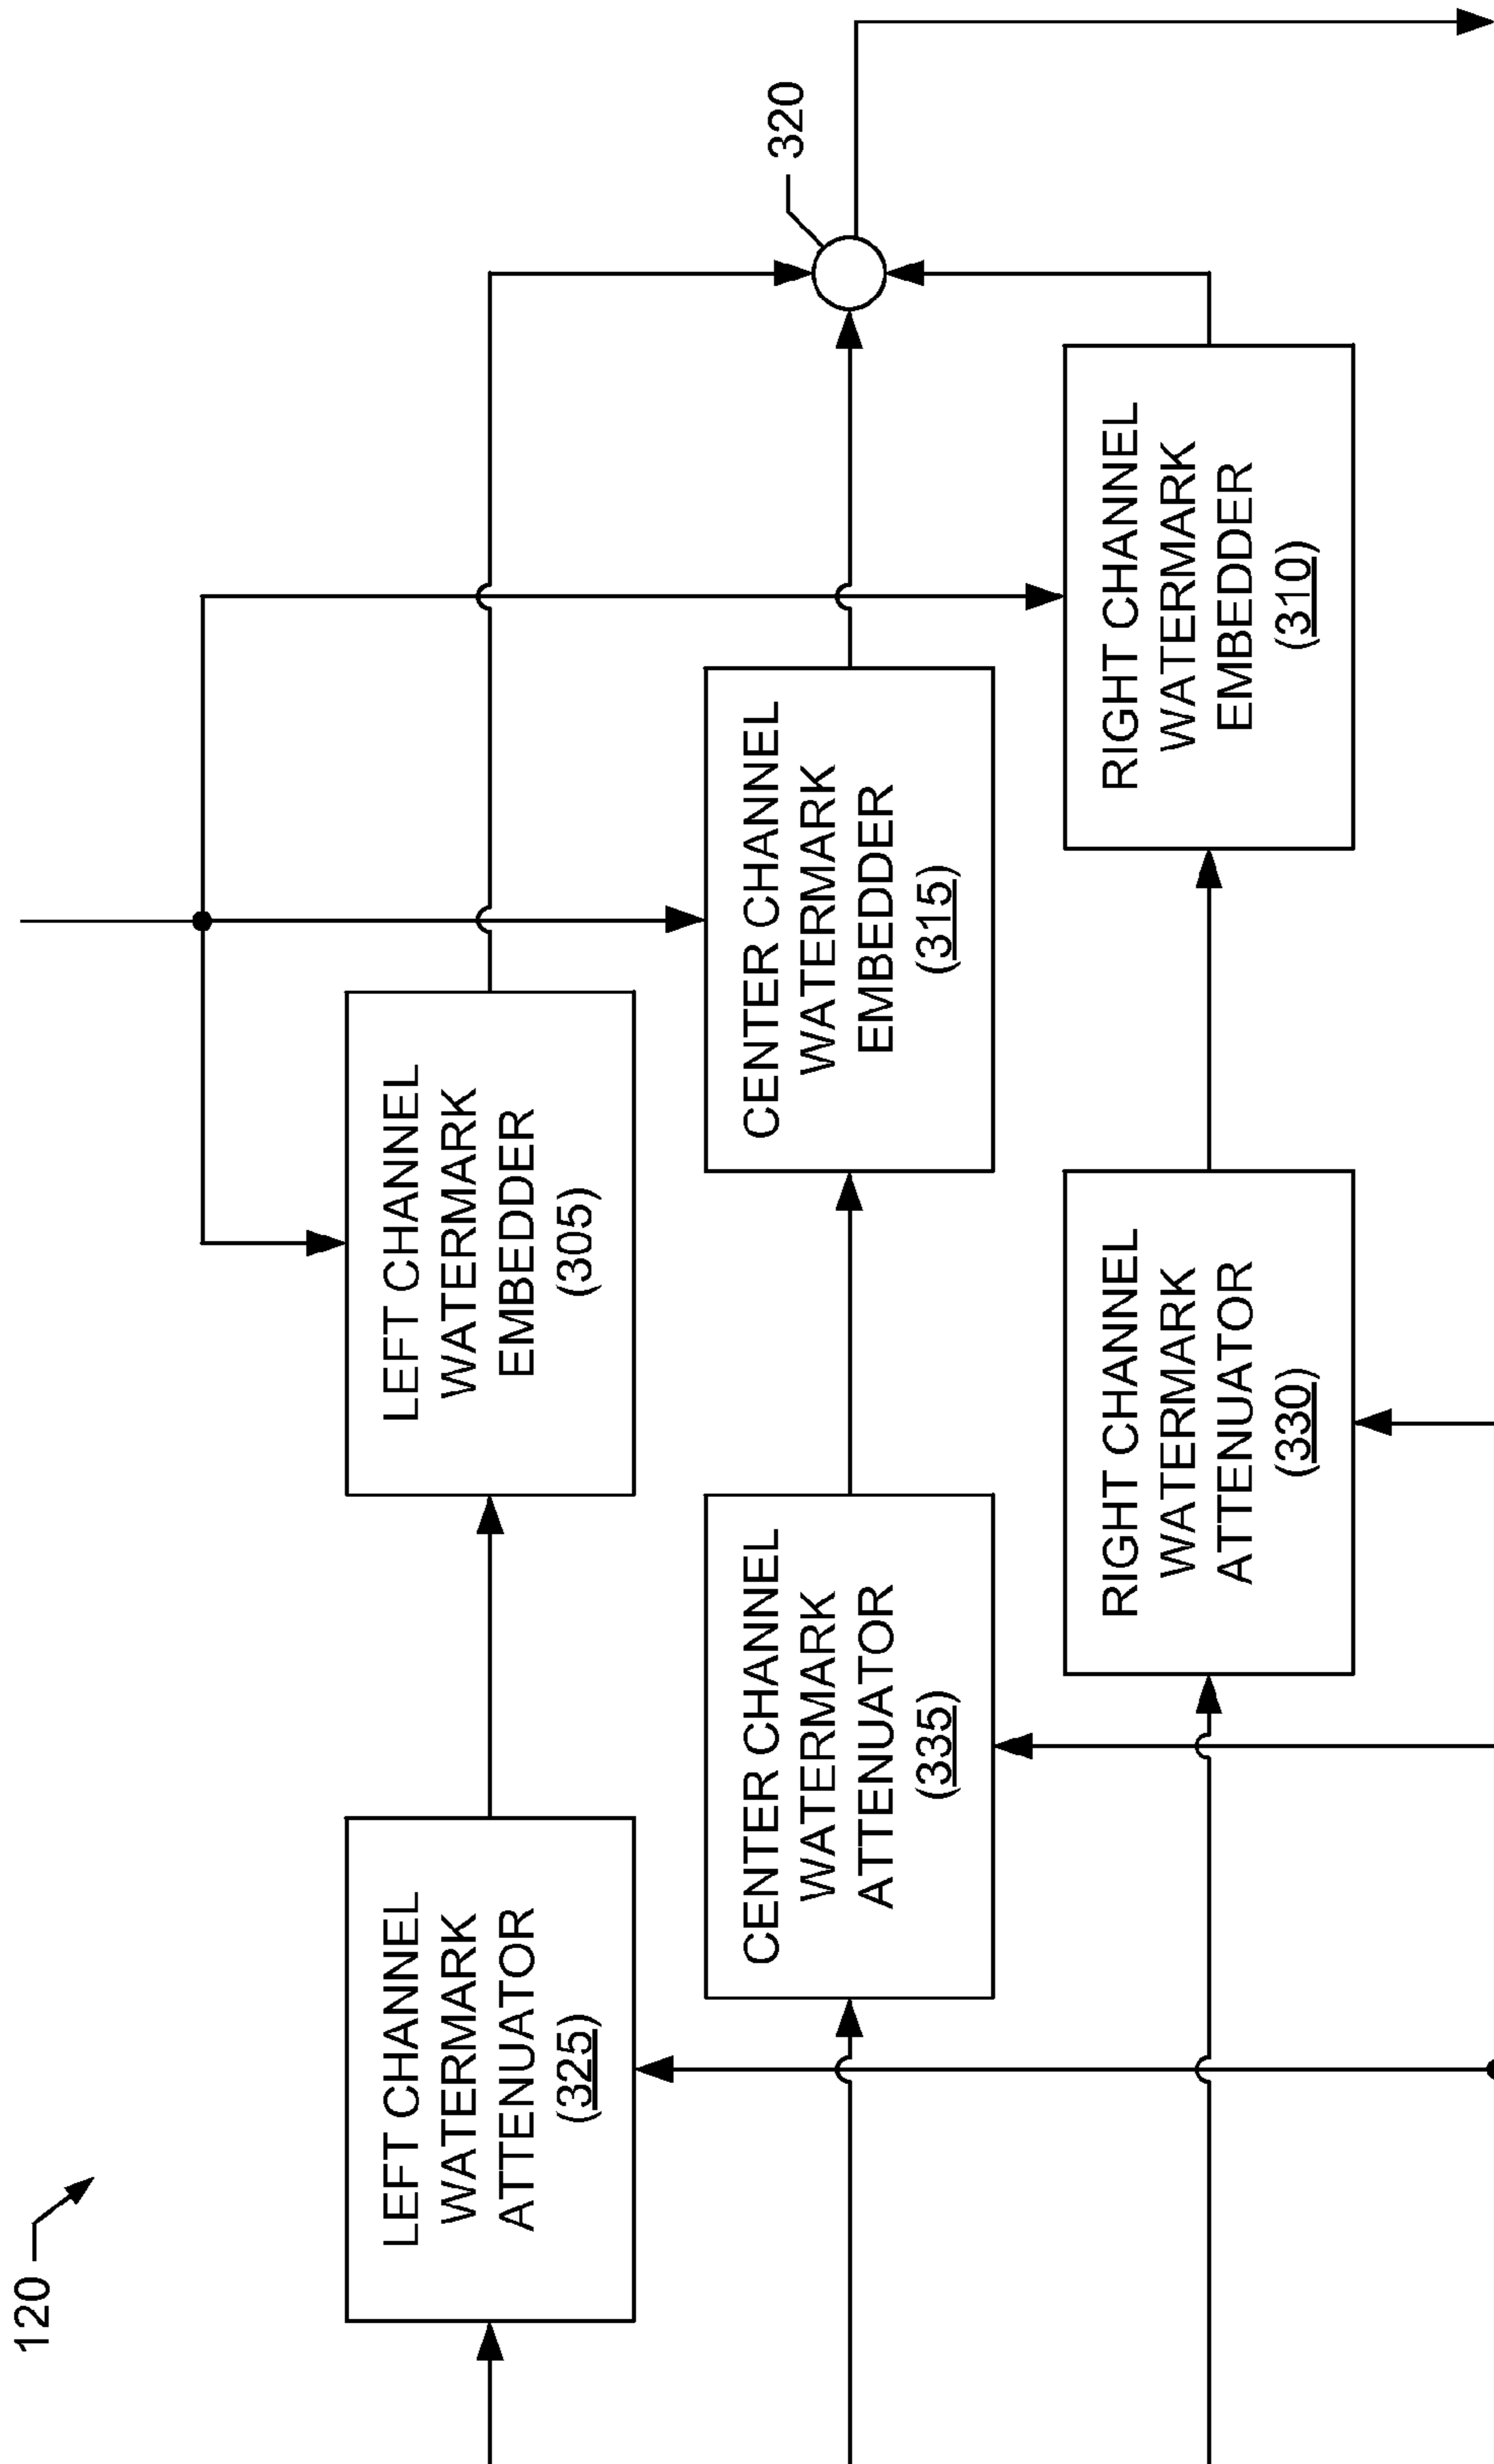 120
LEFT CHANNEL
WATERMARK
ATTENUATOR
(325)
LEFT CHANNEL
WATERMARK
EMBEDDER
(305)
CENTER CHANNEL
WATERMARK
ATTENUATOR
(335)
CENTER CHANNEL
WATERMARK
EMBEDDER
(315)
320
RIGHT CHANNEL
WATERMARK
ATTENUATOR
(330)
RIGHT CHANNEL
WATERMARK
EMBEDDER
(310)